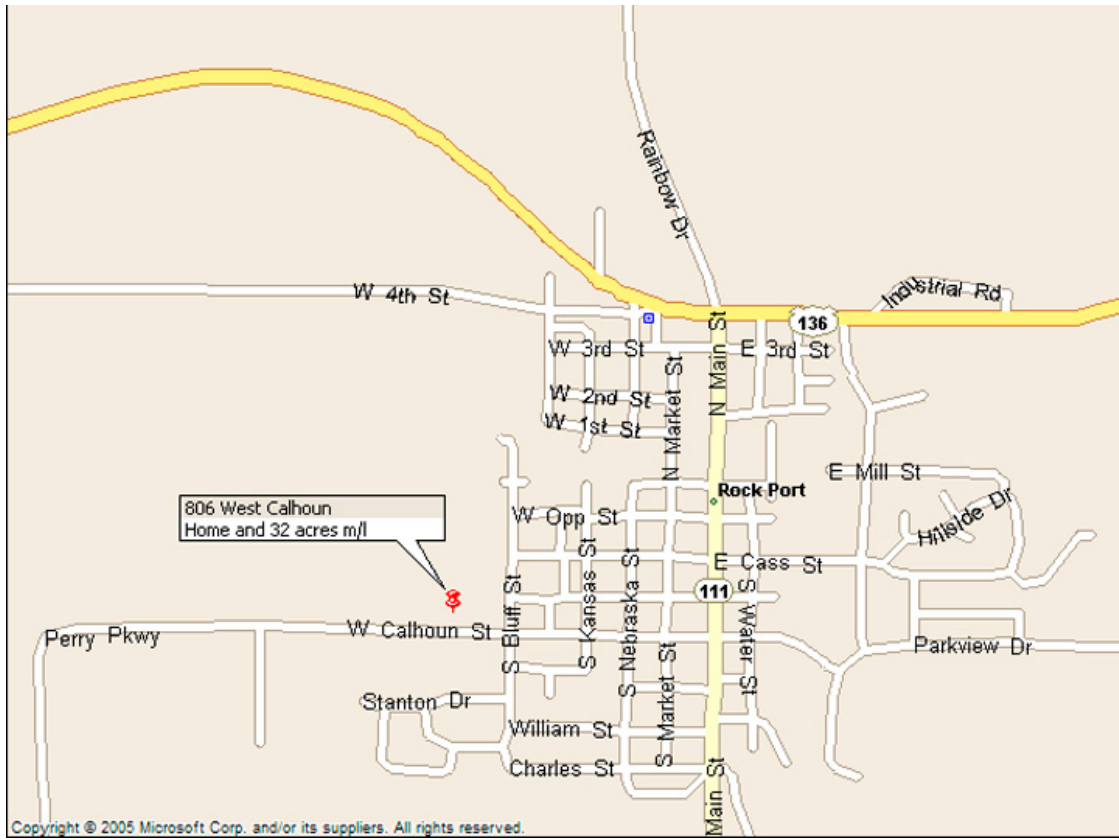 Rainbow Dr
W 4th St
Industrial Rd
136
W 3rd St
E 3rd St
N Main St
W 2nd St
N Market St
W 1st St
E Mill St
Rock Port
Hillside Dr
806 West Calhoun
Home and 32 acres m/l
W Opp St
E Cass St
S Bluff St
S Kansas St
S Nebraska St
111
S Water St
Perry Pkwy
W Calhoun St
Parkview Dr
S Market St
Stanton Dr
William St
Charles St
Main St
Copyright © 2005 Microsoft Corp. and/or its suppliers. All rights reserved.